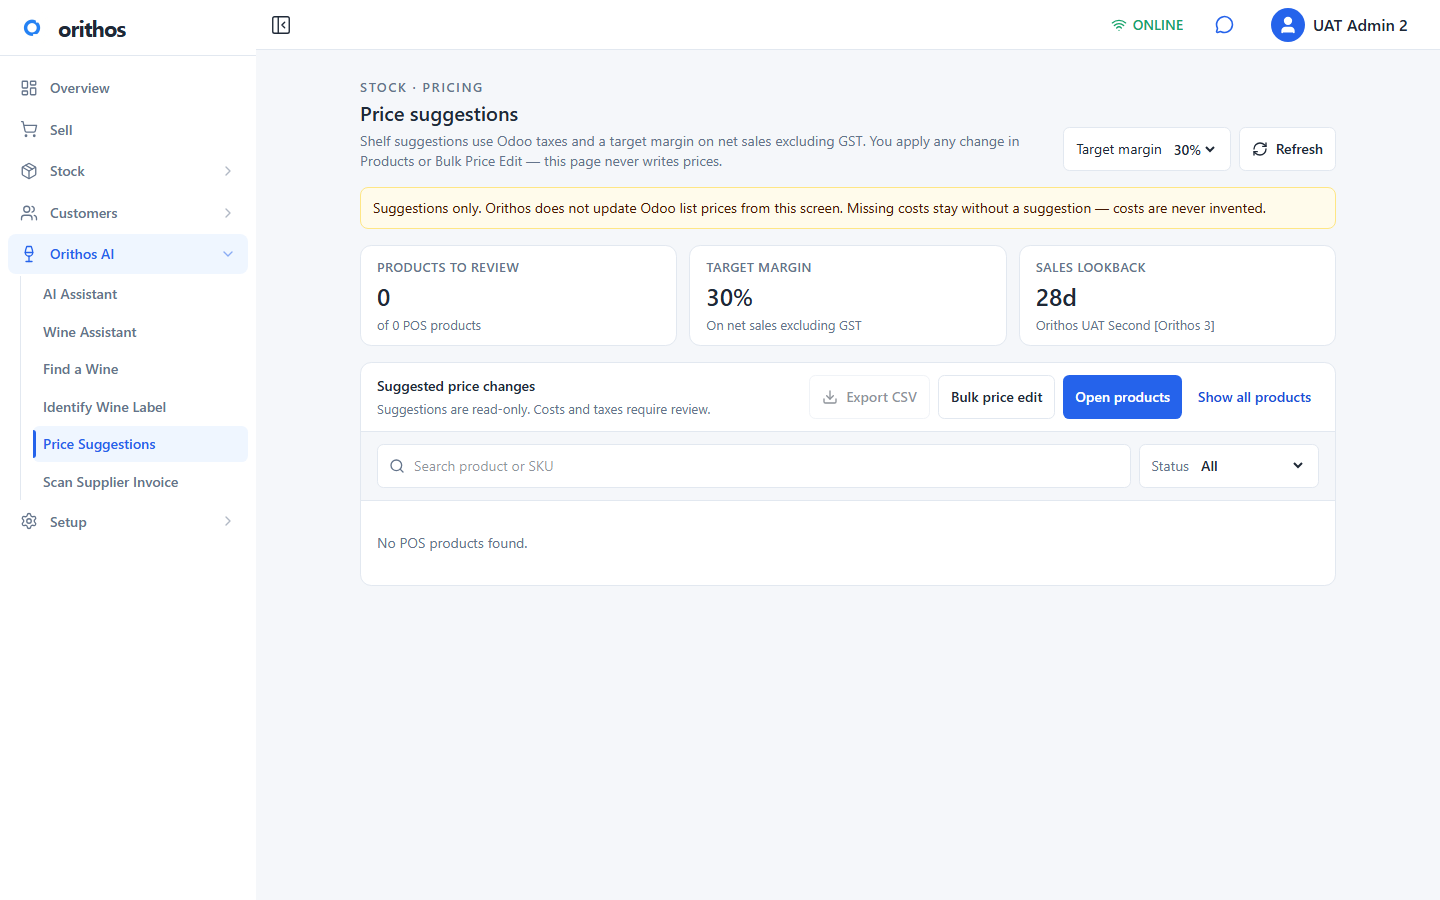 orithos
ONLINE
UAT Admin 2
Overview
Sell
Stock
Customers
Orithos AI
AI Assistant
Wine Assistant
Find a Wine
Identify Wine Label
Price Suggestions
Scan Supplier Invoice
Setup
STOCK · PRICING
Price suggestions
Shelf suggestions use Odoo taxes and a target margin on net sales excluding GST. You apply any change in
Products or Bulk Price Edit — this page never writes prices.
Target margin 30%
Refresh
Suggestions only. Orithos does not update Odoo list prices from this screen. Missing costs stay without a suggestion — costs are never invented.
PRODUCTS TO REVIEW
0
of 0 POS products
TARGET MARGIN
30%
On net sales excluding GST
SALES LOOKBACK
28d
Orithos UAT Second [Orithos 3]
Suggested price changes
Suggestions are read-only. Costs and taxes require review.
Export CSV
Bulk price edit
Open products
Show all products
Search product or SKU
Status All
No POS products found.